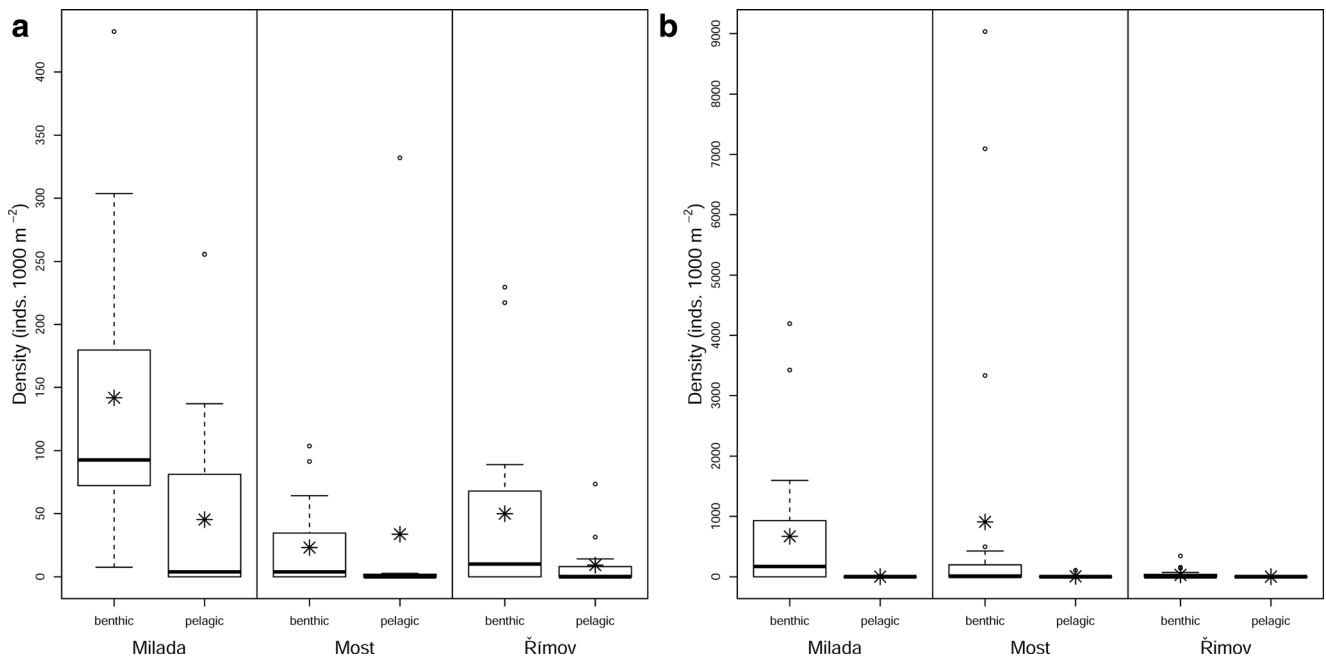 a
Density (inds. 1000 m⁻²)
400
350
300
250
200
150
100
50
0
benthic pelagic benthic pelagic benthic pelagic
Milada Most Římov
b
Density (inds. 1000 m⁻²)
9000
8000
7000
6000
5000
4000
3000
2000
1000
0
benthic pelagic benthic pelagic benthic pelagic
Milada Most Řimov